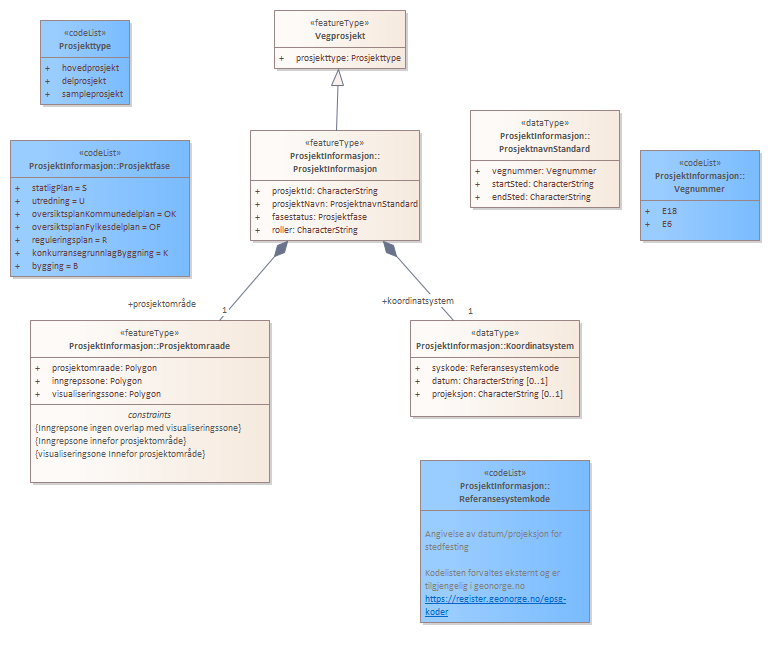 «codeList»
Prosjekttype
+ hovedprosjekt
+ delprosjekt
+ sampleprosjekt
«featureType»
Vegprosjekt
+ prosjekttype: Prosjekttype
«codeList»
ProsjektInformasjon::Prosjektfase
+ statligPlan = S
+ utredning = U
+ oversiktsplanKommunedelplan = OK
+ oversiktsplanFylkesdelplan = OF
+ reguleringsplan = R
+ konkurransegrunnlagByggning = K
+ bygging = B
«featureType»
ProsjektInformasjon::
ProsjektInformasjon
+ prosjektId: CharacterString
+ prosjektNavn: ProsjektnavnStandard
+ fasestatus: Prosjektfase
+ roller: CharacterString
«dataType»
ProsjektInformasjon::
ProsjektnavnStandard
+ vegnummer: Vegnummer
+ startSted: CharacterString
+ endSted: CharacterString
«codeList»
ProsjektInformasjon::
Vegnummer
+ E18
+ E6
+prosjektområde
1
+koordinatsystem
1
«featureType»
ProsjektInformasjon::Prosjektomraade
+ prosjektomraade: Polygon
+ inngrepssone: Polygon
+ visualiseringssone: Polygon
constraints
{Inngrepsone ingen overlap med visualiseringssone}
{Inngrepsone innefor prosjektområde}
{visualiseringsone Innefor prosjektområde}
«dataType»
ProsjektInformasjon::Koordinatsystem
+ syskode: Referansesystemkode
+ datum: CharacterString [0..1]
+ projeksjon: CharacterString [0..1]
«codeList»
ProsjektInformasjon::
Referansesystemkode
Angivelse av datum/projeksjon for
stedfesting
Kodelisten forvaltes eksternt og er
tilgjengelig i geonorge.no
https://register.geonorge.no/epsg-
koder